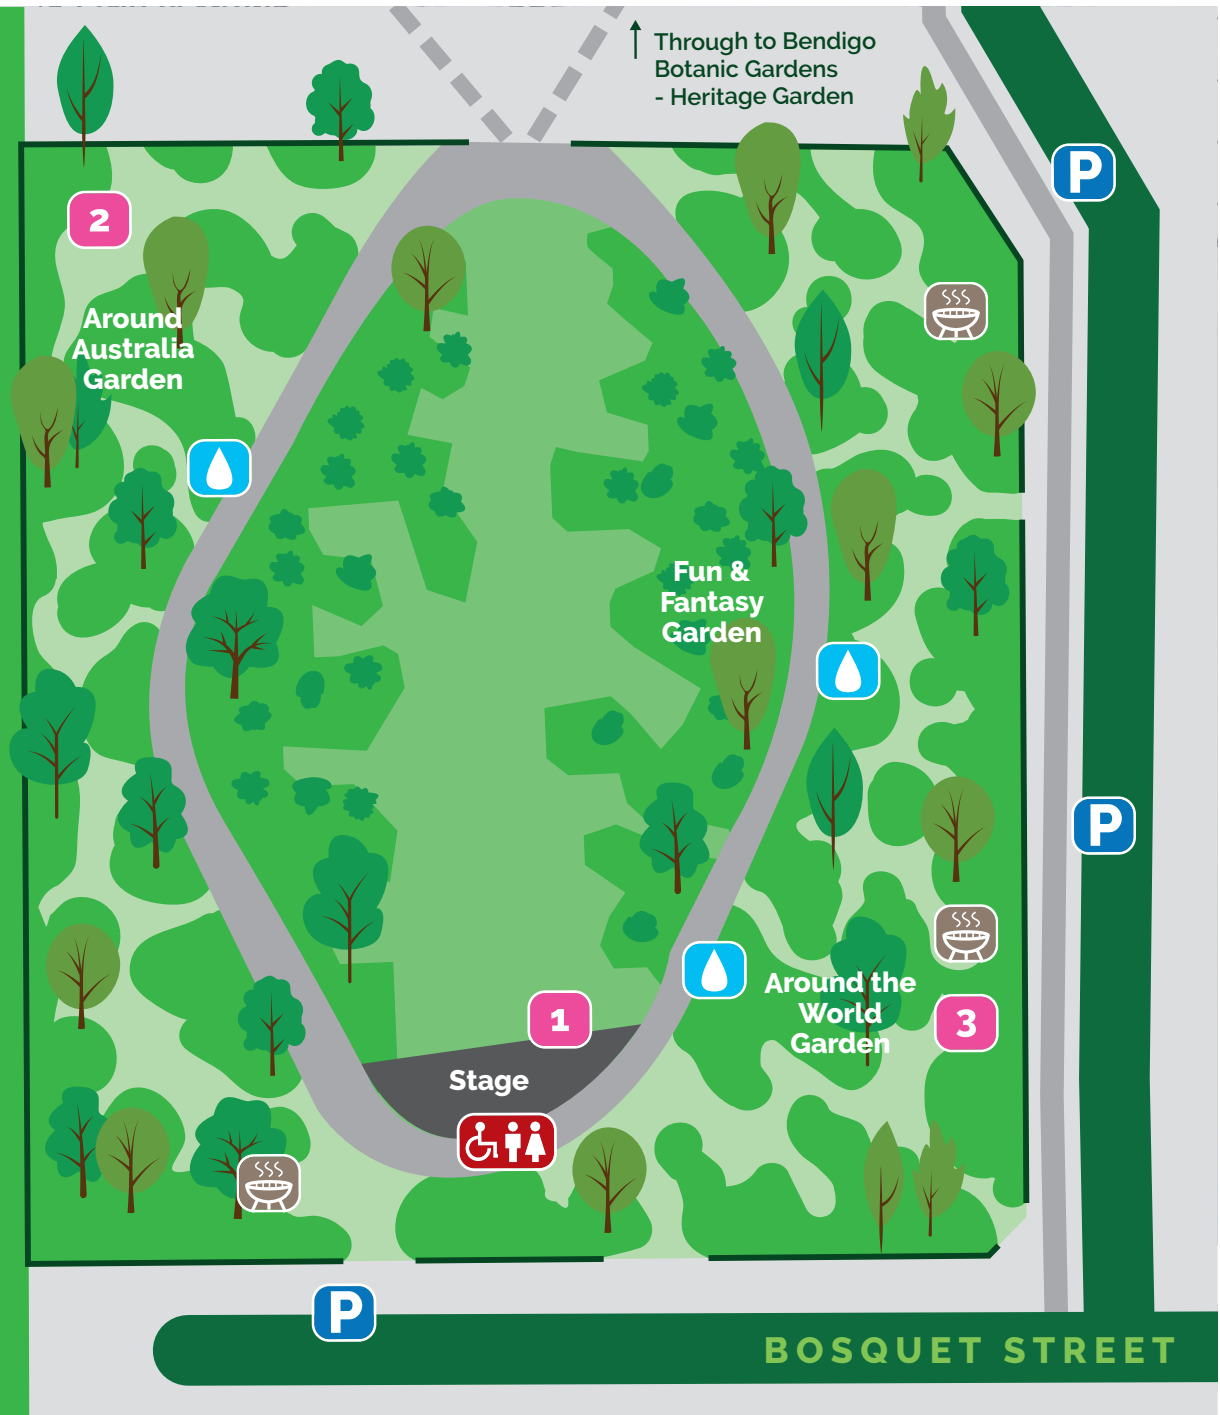 Through to Bendigo
Botanic Gardens
- Heritage Garden
P
2
Around
Australia
Garden
Fun &
Fantasy
Garden
P
Around the
World
Garden
1
3
Stage
P
BOSQUET STREET